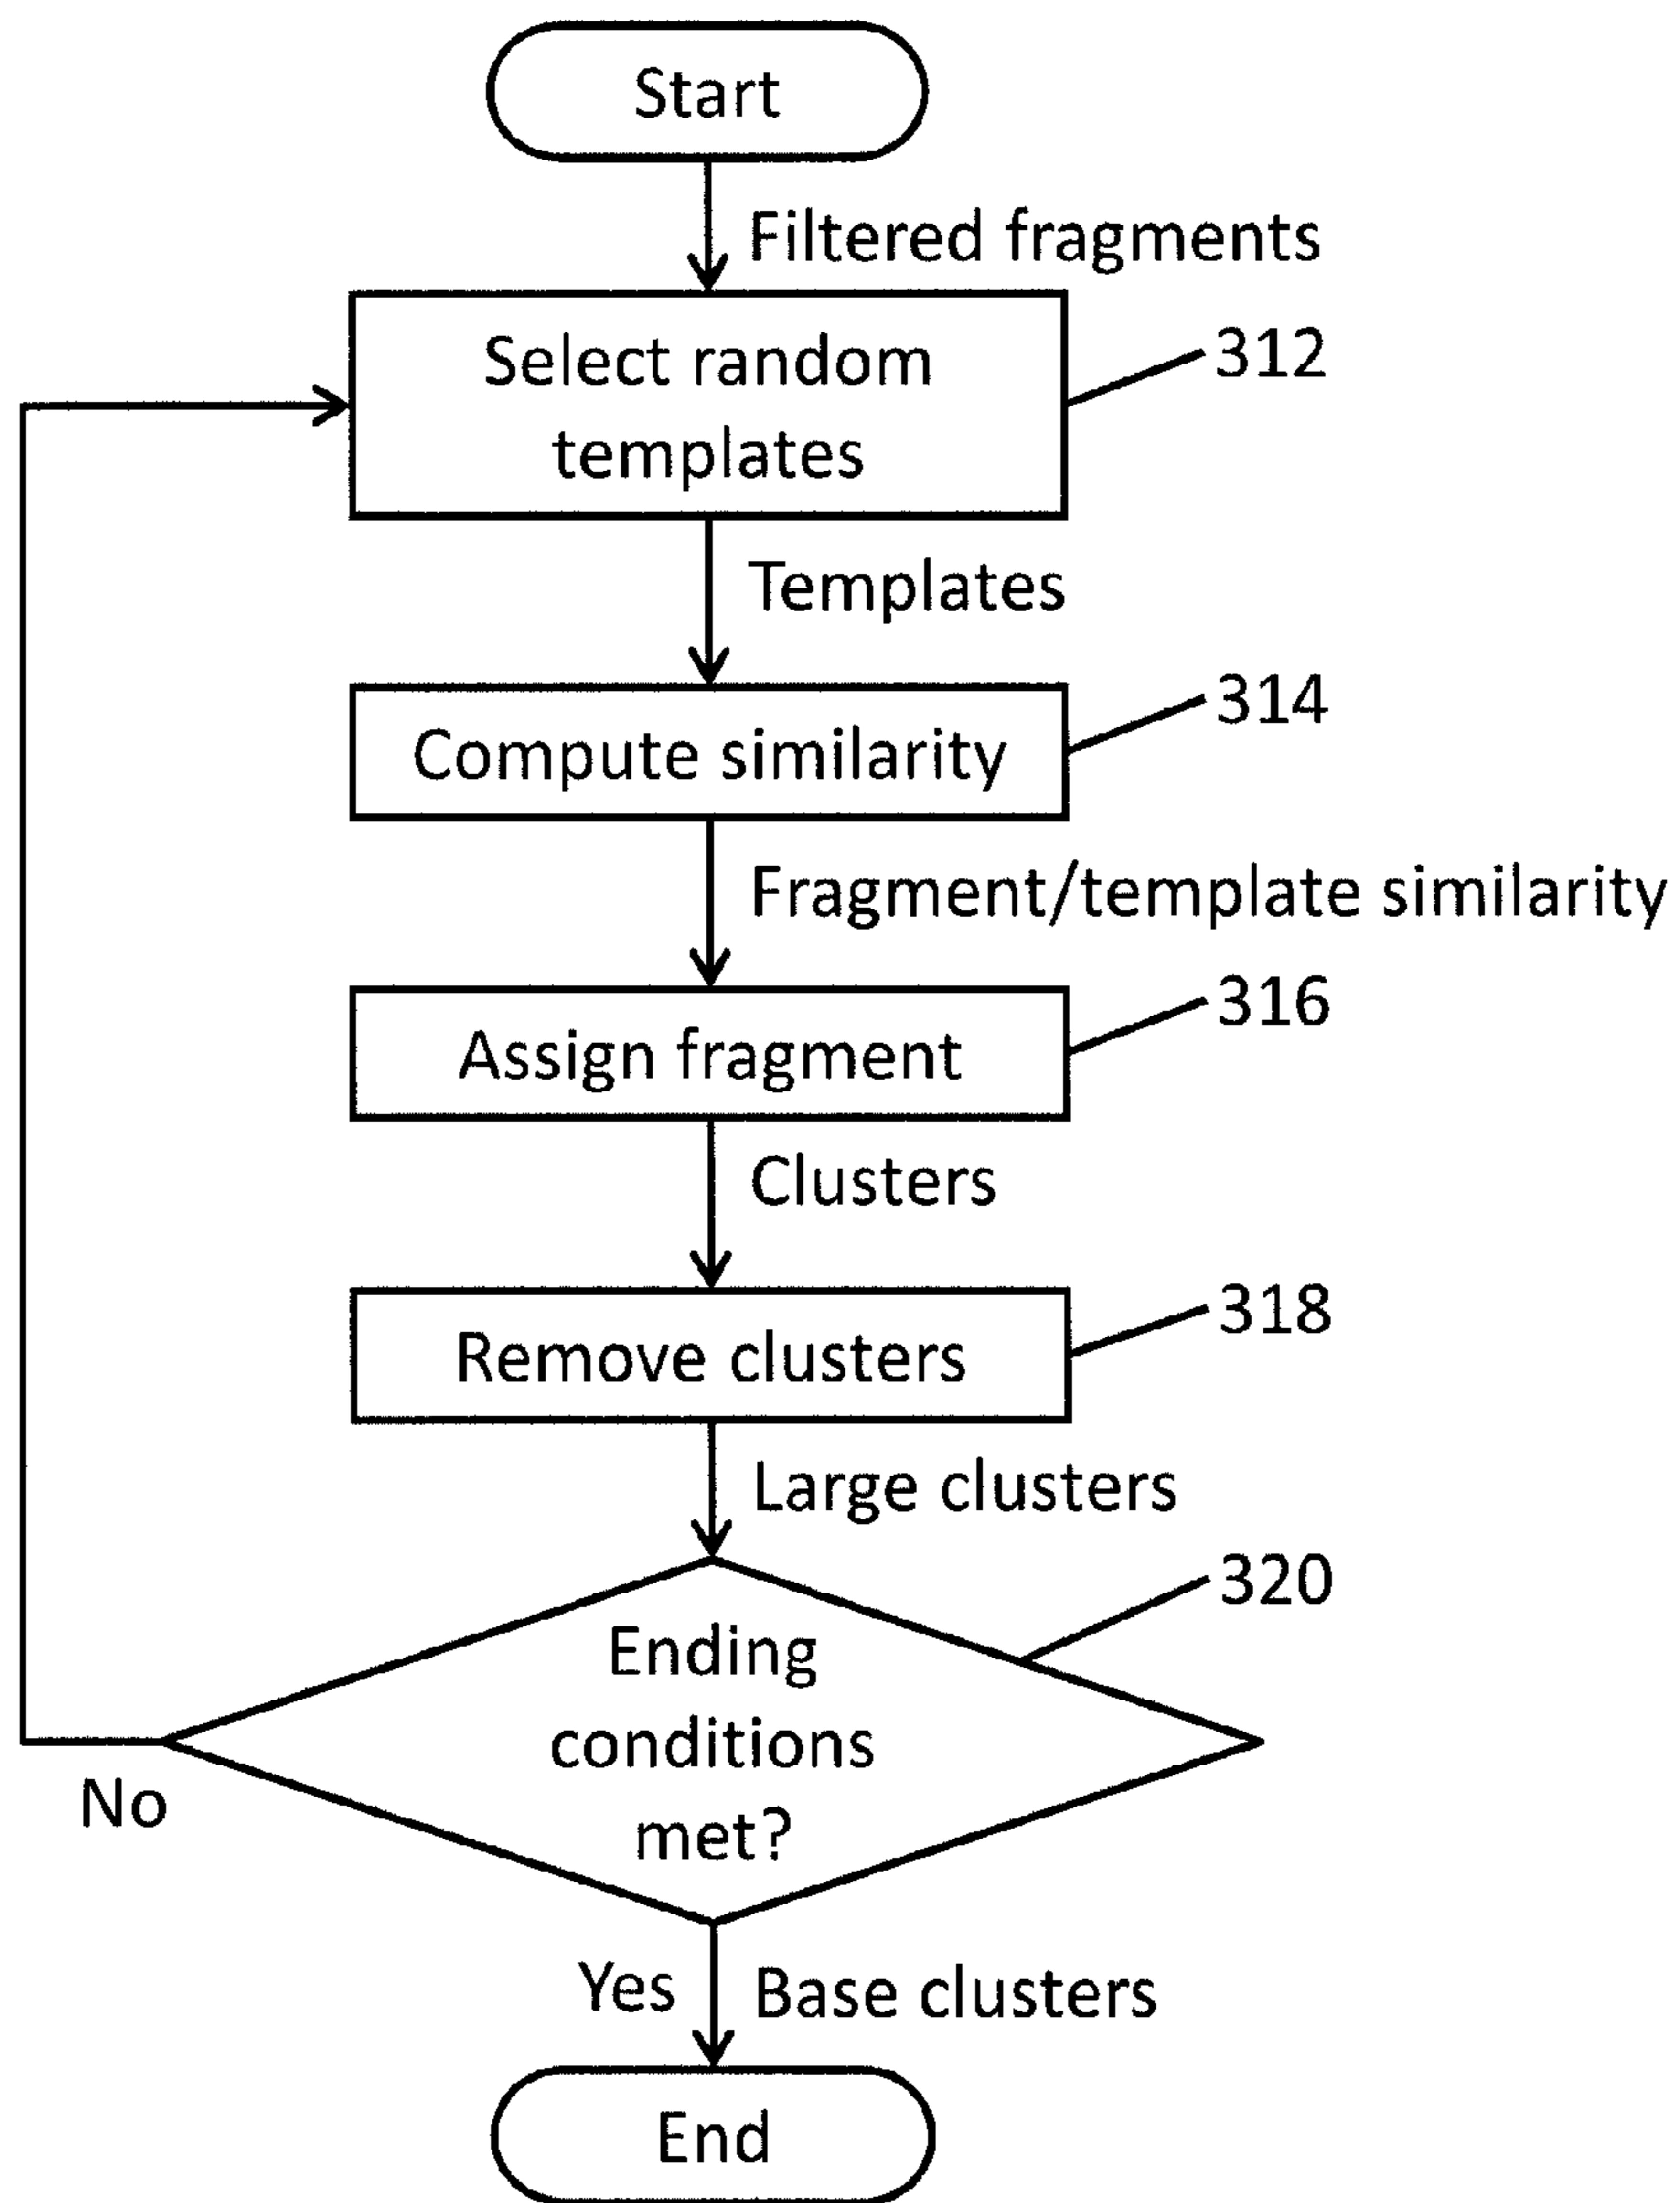 Start
Filtered fragments
Select random
templates
312
Templates
Compute similarity
314
Fragment/template similarity
Assign fragment
316
Clusters
Remove clusters
318
Large clusters
320
Ending
conditions
met?
No
Yes
Base clusters
End